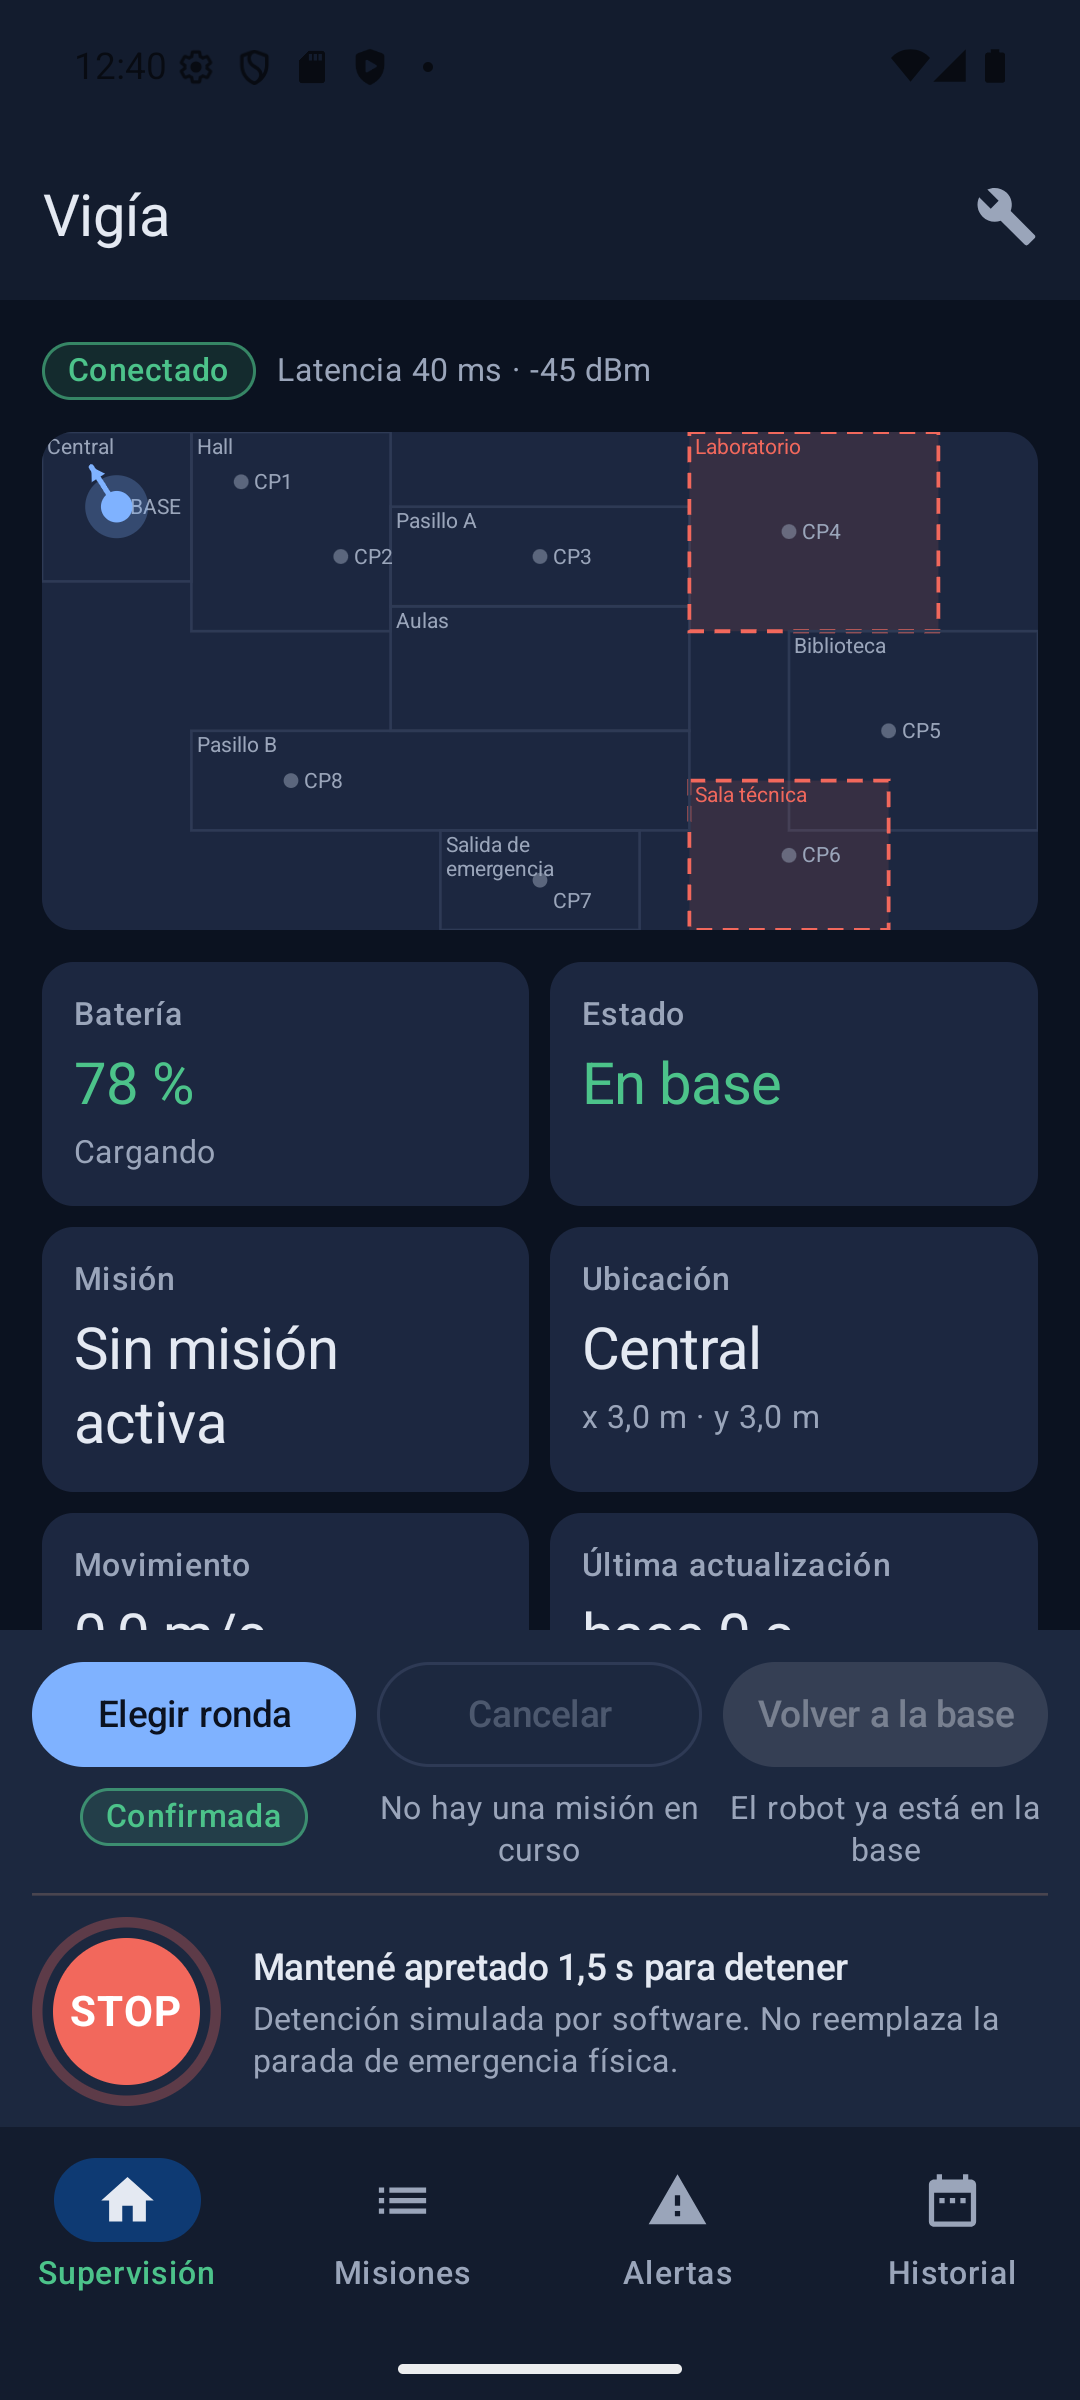 12:40
Vigía
Conectado
Latencia 40 ms · -45 dBm
Central
Hall
Laboratorio
CP1
BASE
Pasillo A
CP4
CP2
CP3
Aulas
Biblioteca
CP5
Pasillo B
CP8
Sala técnica
Salida de
emergencia
CP6
CP7
Batería
78 %
Cargando
Estado
En base
Misión
Sin misión
activa
Ubicación
Central
x 3,0 m · y 3,0 m
Movimiento
0,0 m/s
Última actualización
hace 0 s
Elegir ronda
Cancelar
Volver a la base
Confirmada
No hay una misión en
curso
El robot ya está en la
base
STOP
Mantené apretado 1,5 s para detener
Detención simulada por software. No reemplaza la
parada de emergencia física.
Supervisión
Misiones
Alertas
Historial